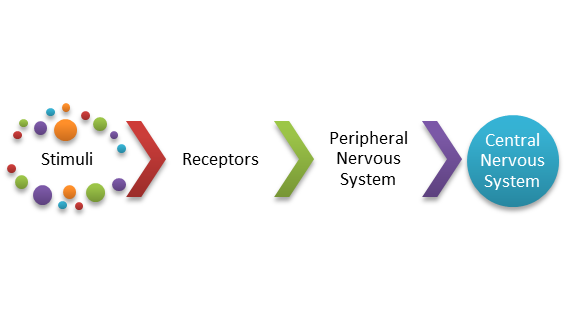 Stimuli
Receptors
Peripheral
Nervous
System
Central
Nervous
System